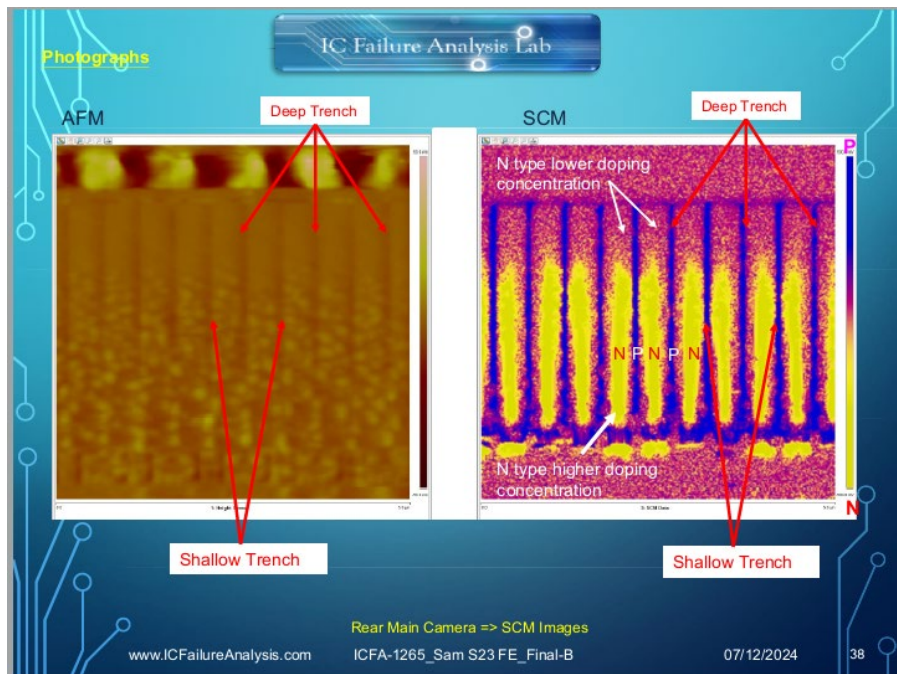 IC Failure Analysis Lab
Photographs
AFM
Deep Trench
SCM
Deep Trench
P
N type lower doping
concentration
N P N P N
N type higher doping
concentration
N
Shallow Trench
Shallow Trench
Rear Main Camera => SCM Images
www.ICFailureAnalysis.com
ICFA-1265_Sam S23 FE_Final-B
07/12/2024
38